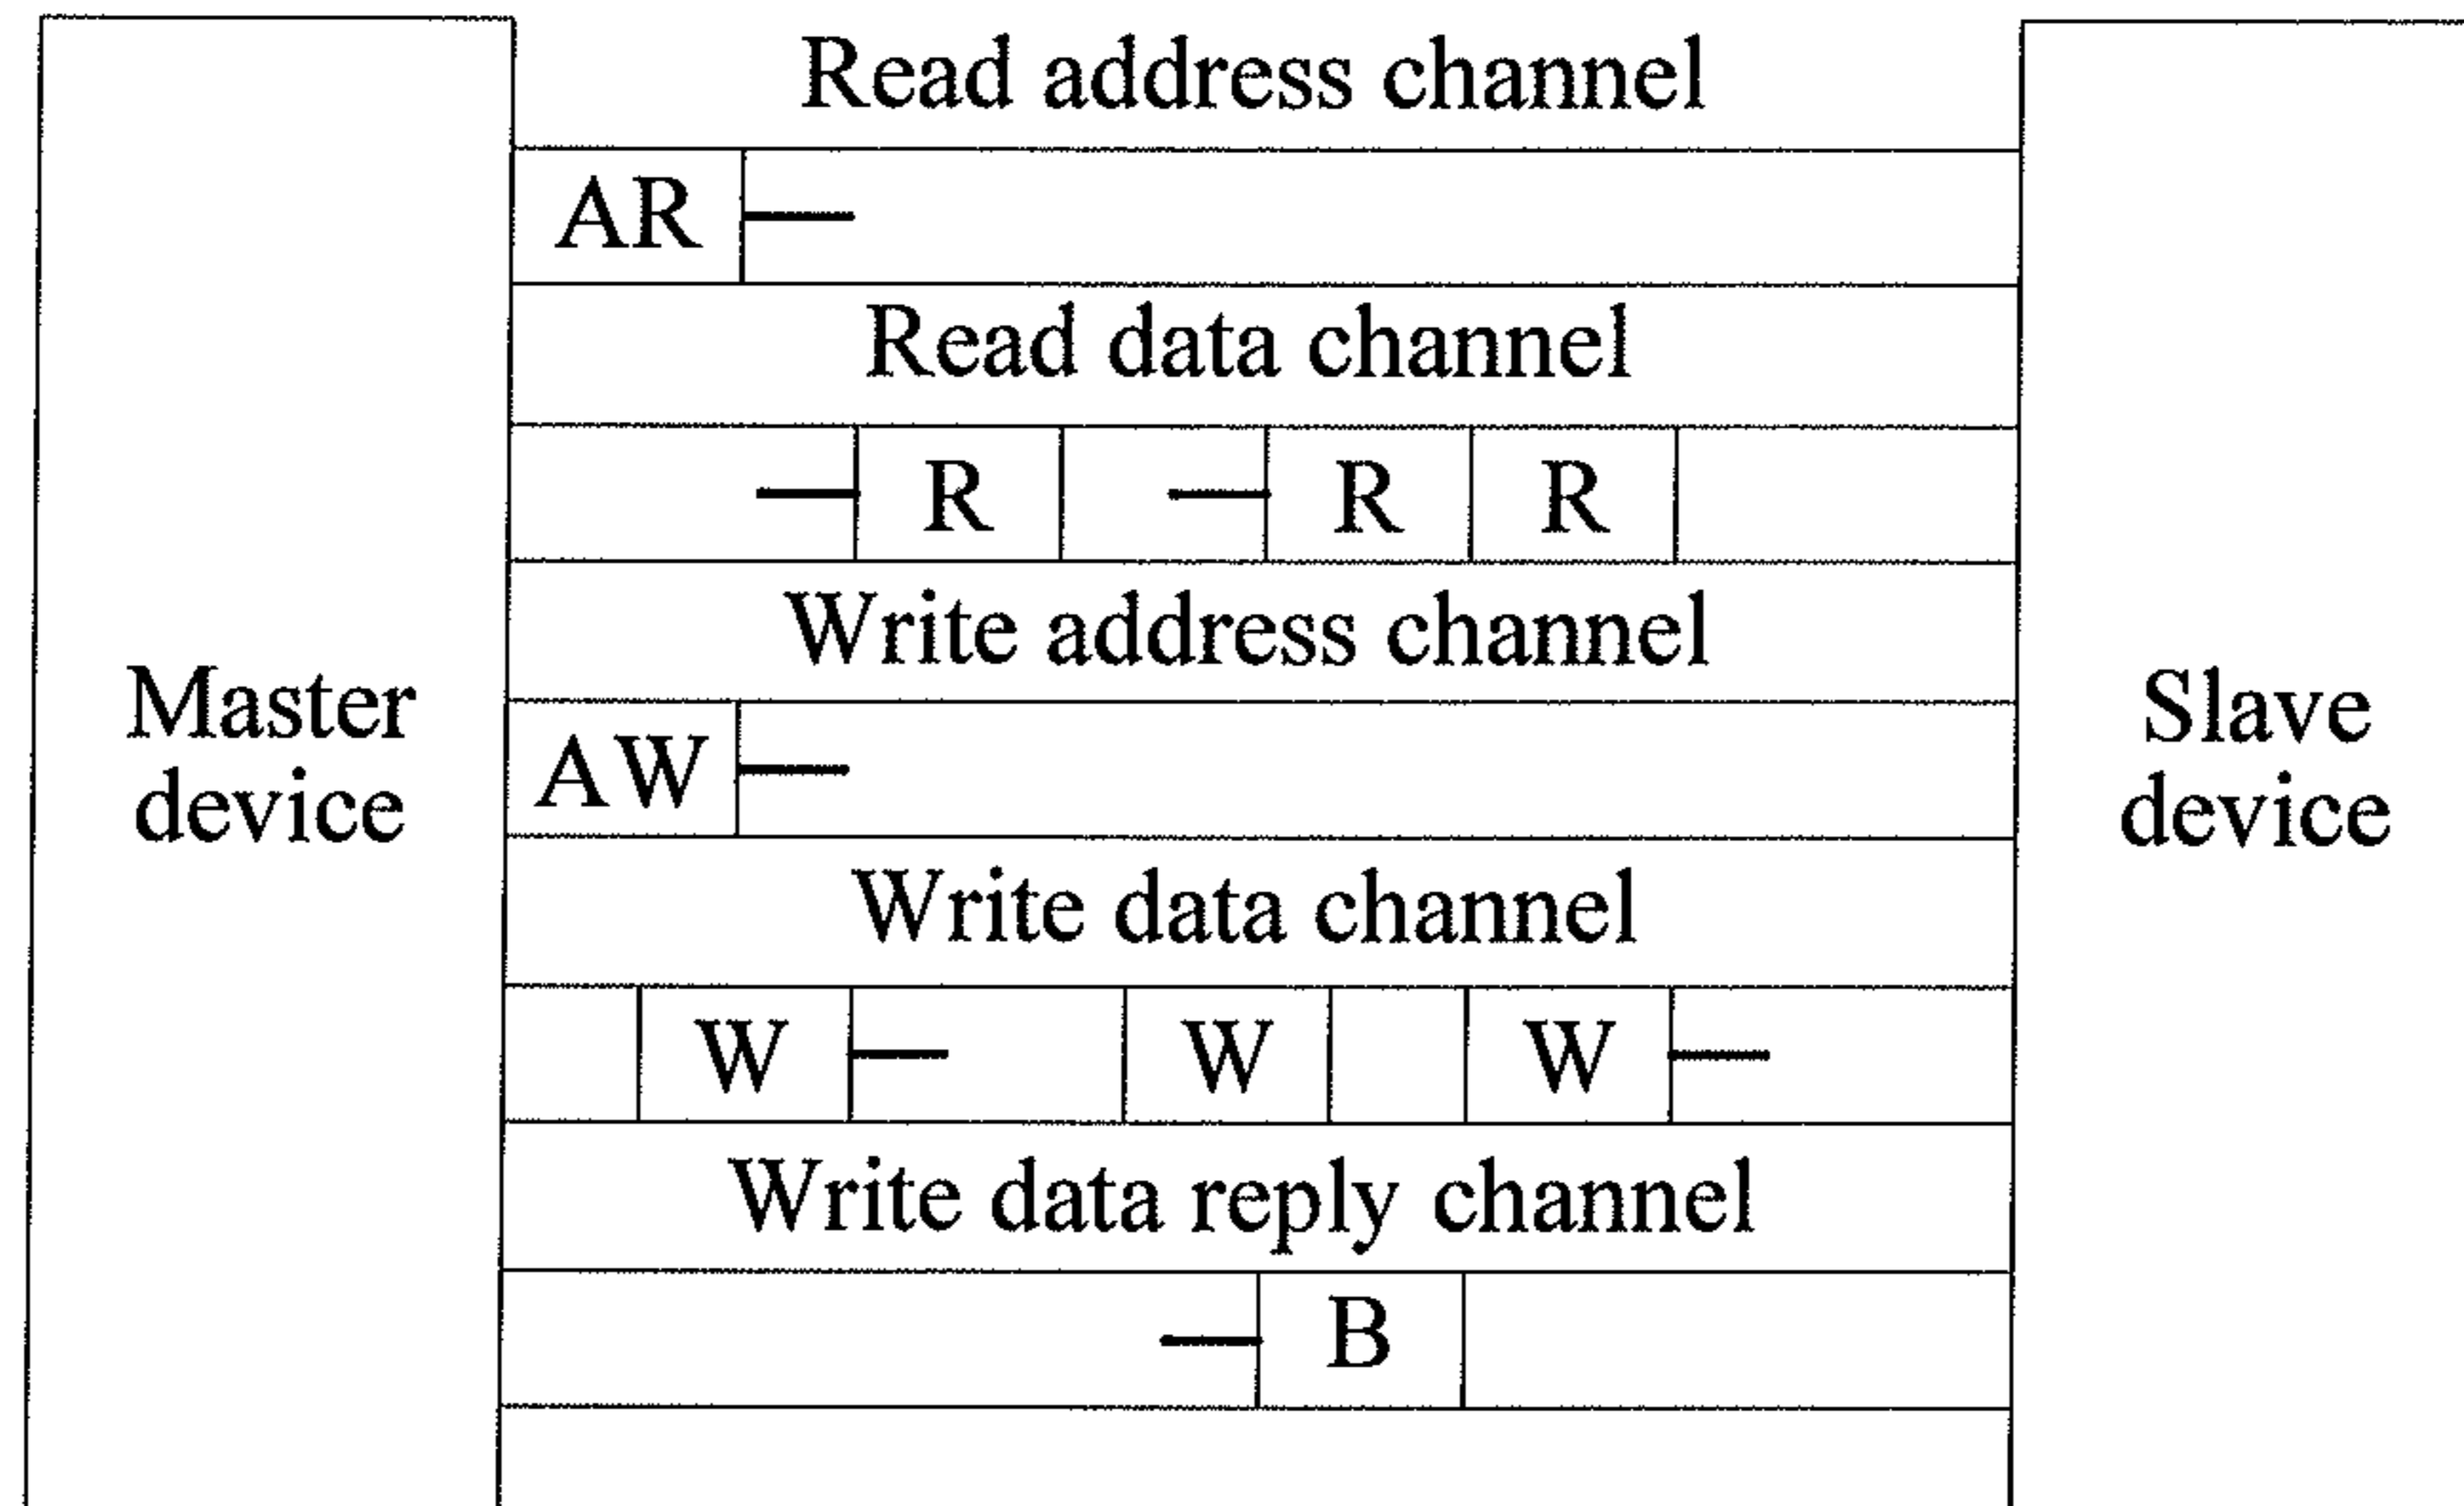 Read address channel
AR
Read data channel
R R R
Write address channel
Master device
Slave device
AW
Write data channel
W W W
Write data reply channel
B